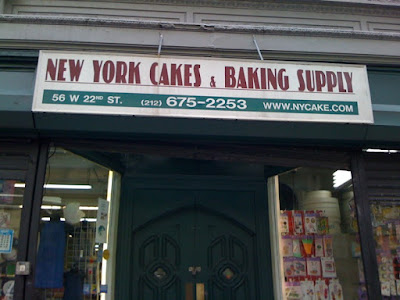 NEW YORK CAKES & BAKING SUPPLY
56 W 22ND ST. (212) 675-2253 WWW.NYCAKE.COM